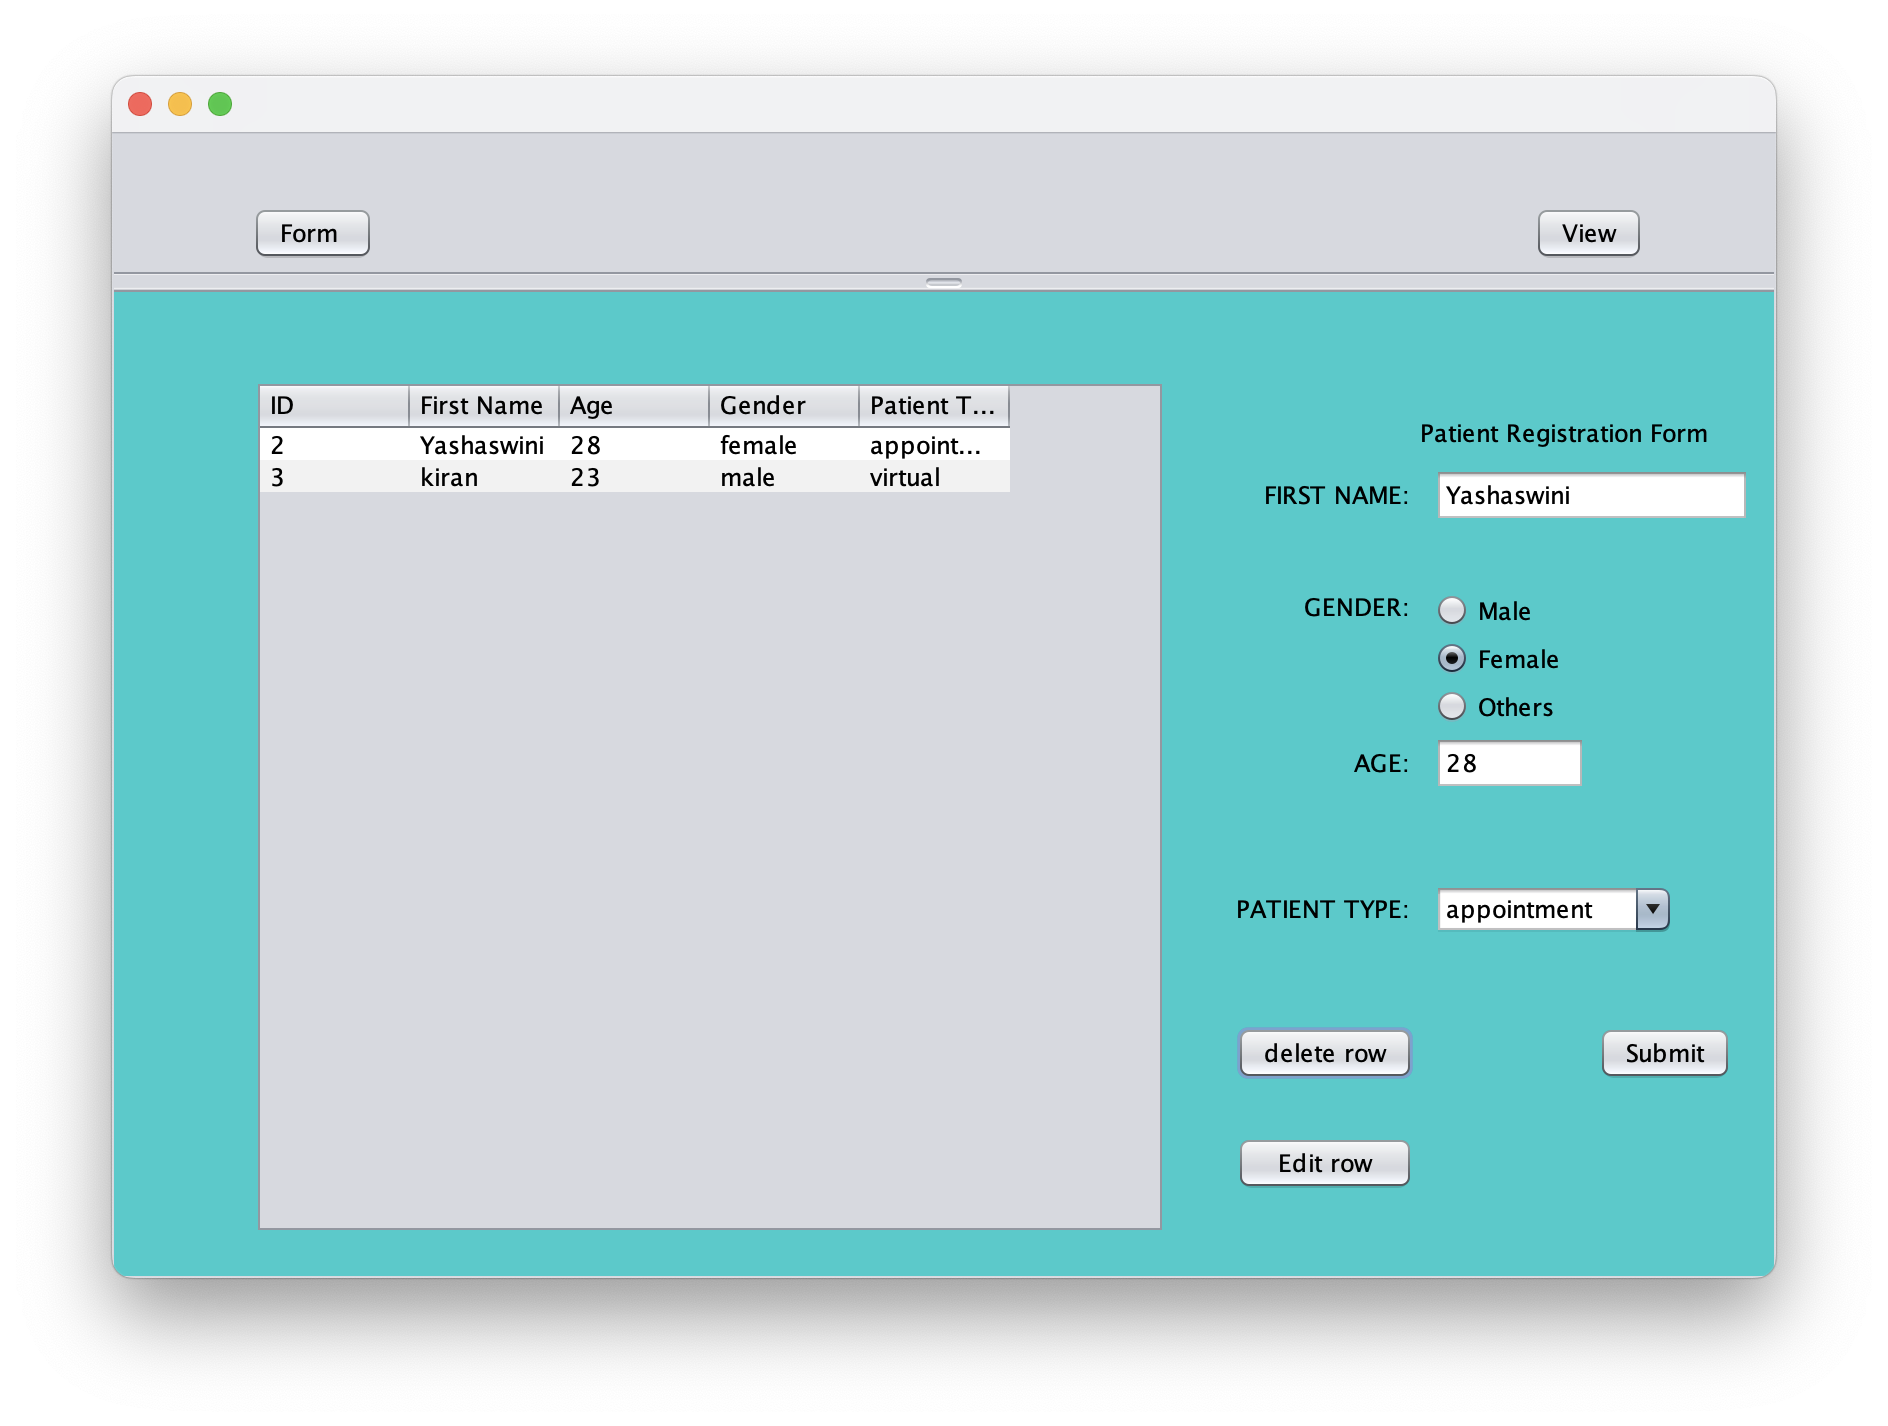 Form View
ID First Name Age Gender Patient T...
2 Yashaswini 28 female appoint...
3 kiran 23 male virtual
Patient Registration Form
FIRST NAME: Yashaswini
GENDER: Male
Female
Others
AGE: 28
PATIENT TYPE: appointment
delete row Submit
Edit row